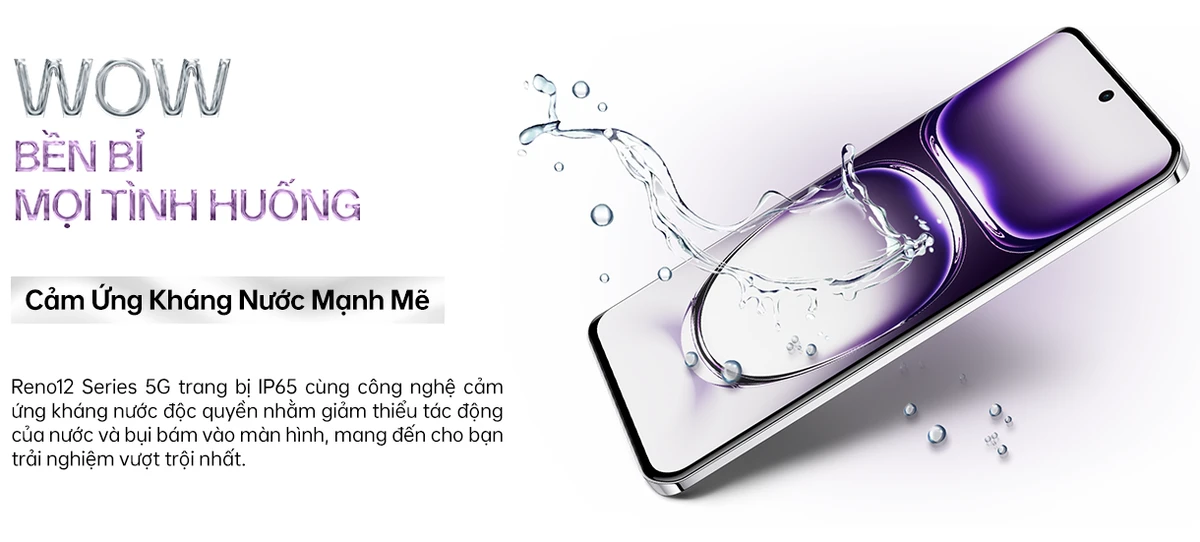 WOW
BỀN BỈ
MỌI TÌNH HUỐNG
Cảm Ứng Kháng Nước Mạnh Mẽ
Reno12 Series 5G trang bị IP65 cùng công nghệ cảm
ứng kháng nước độc quyền nhằm giảm thiểu tác động
của nước và bụi bám vào màn hình, mang đến cho bạn
trải nghiệm vượt trội nhất.